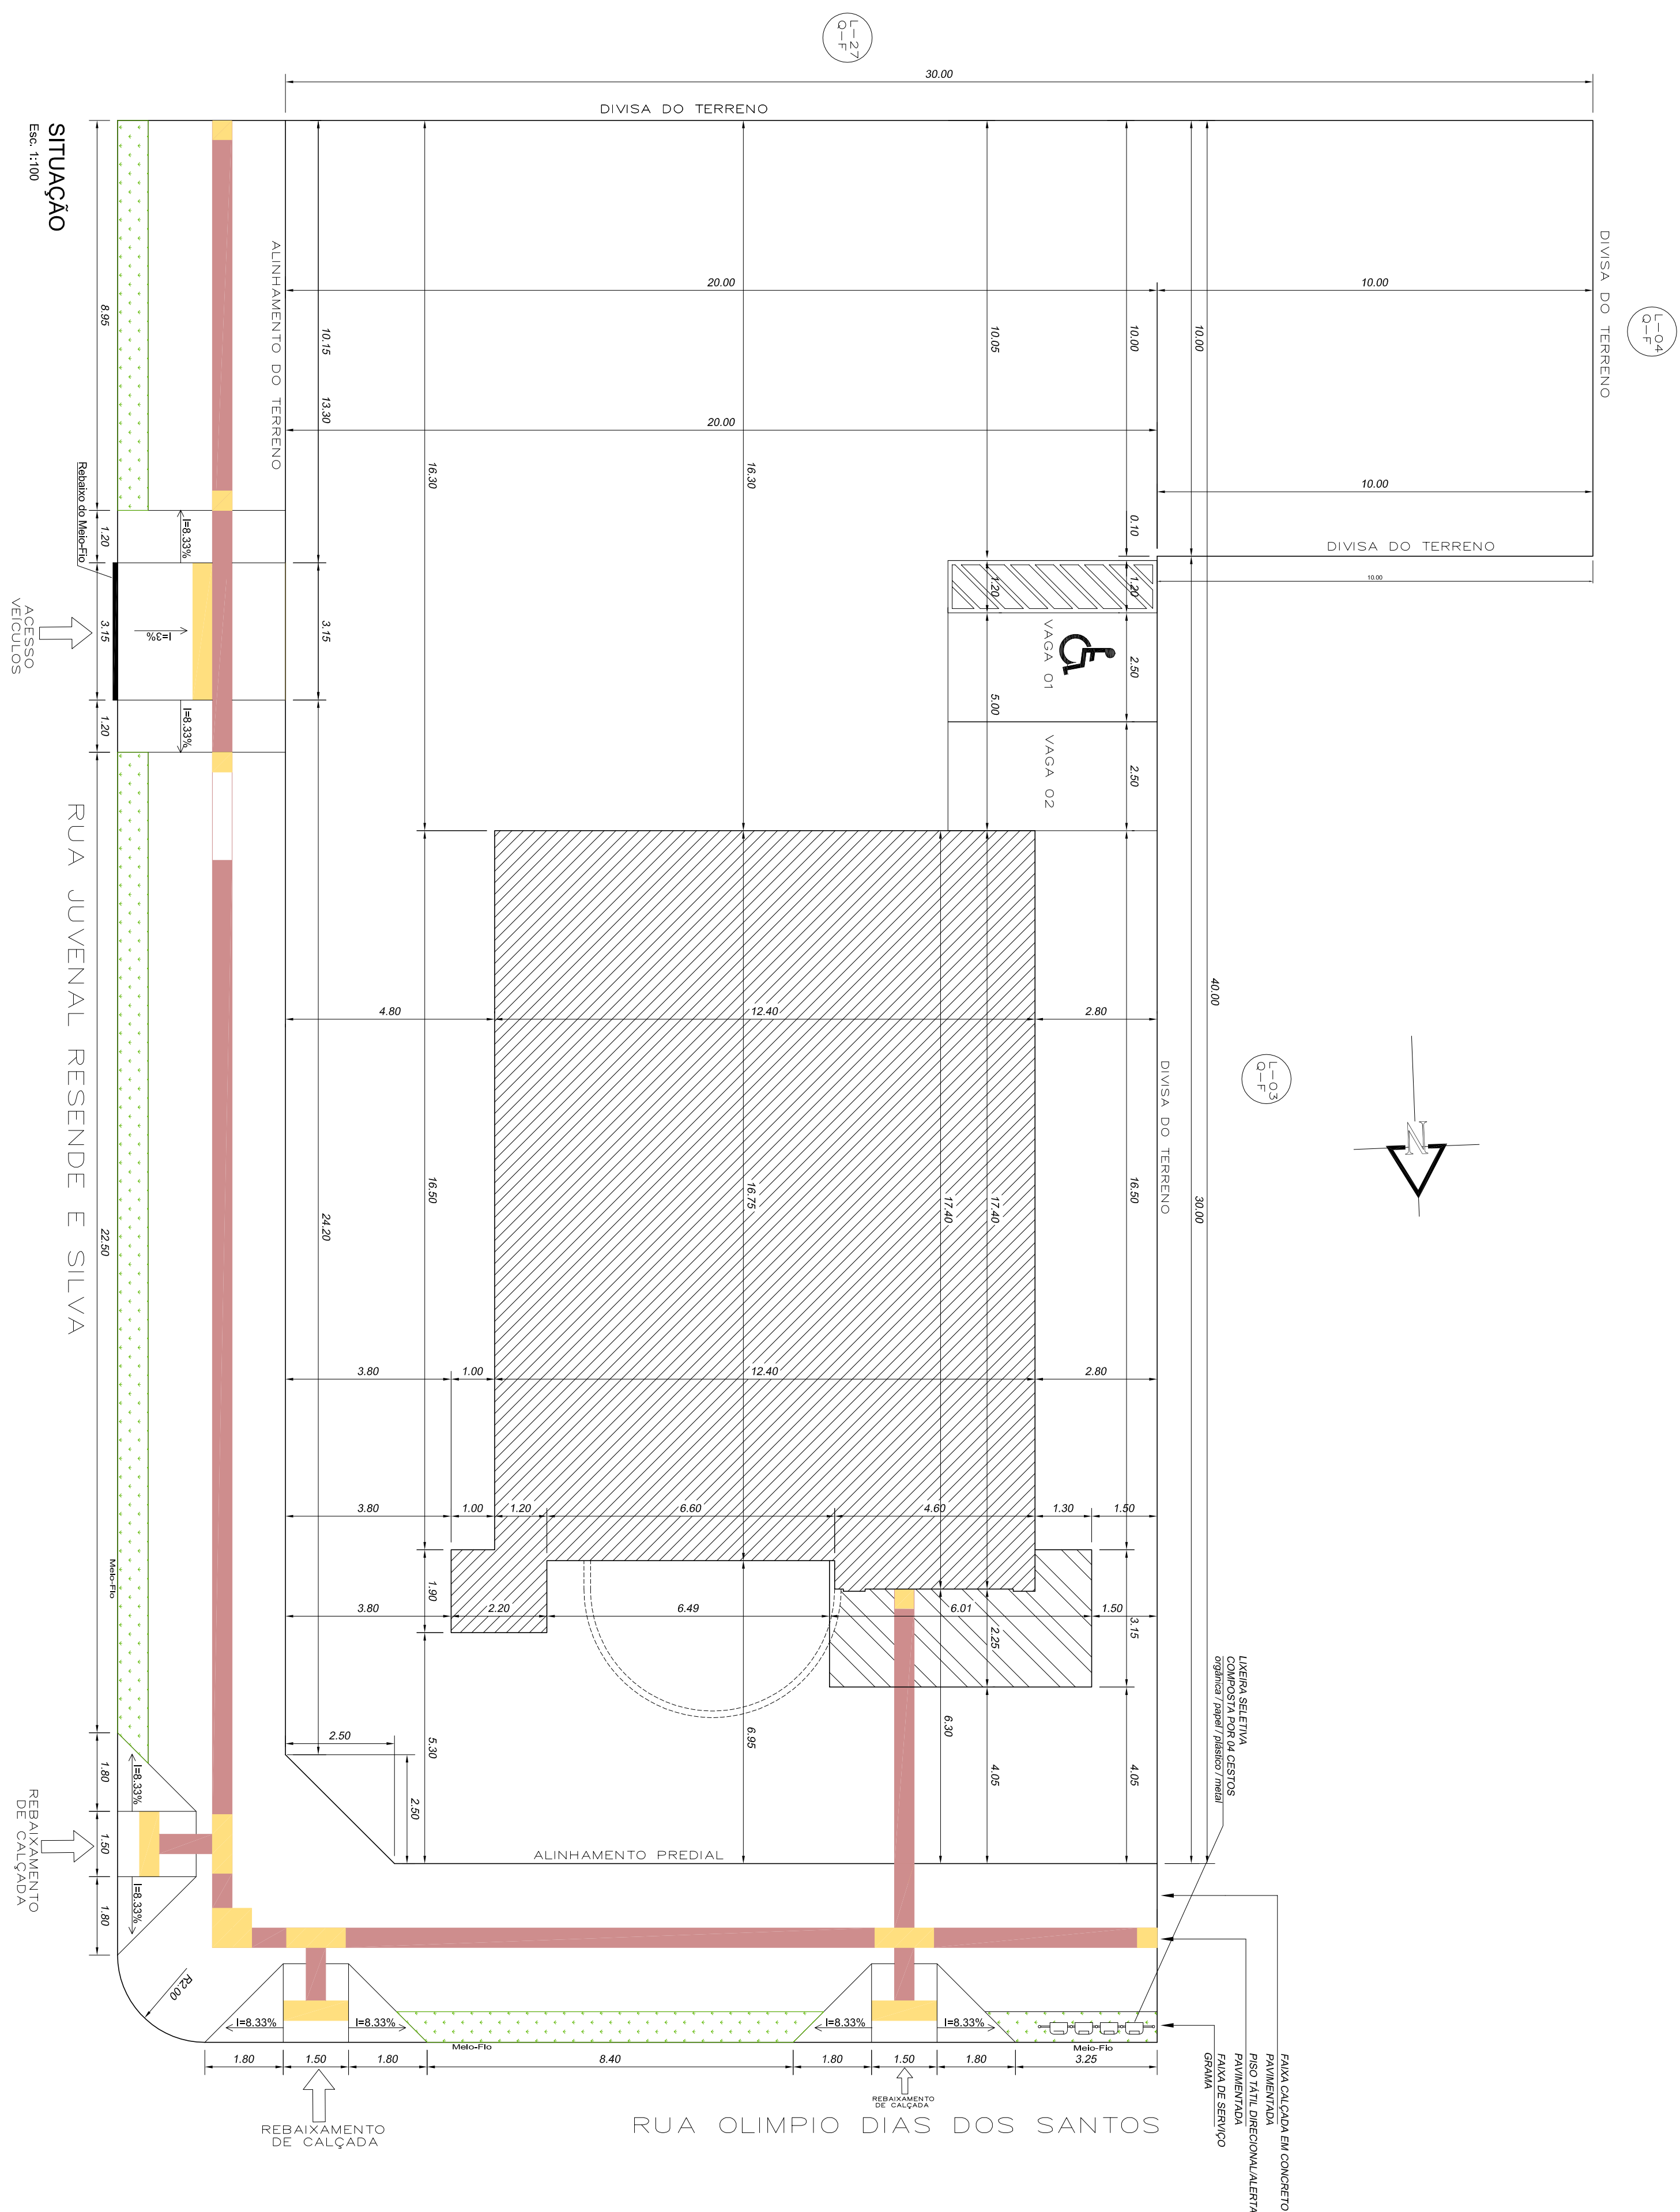 L-27
Q-F
30.00
DIVISA DO TERRENO
DIVISA DO TERRENO
L-04
Q-F
SITUAÇÃO
Esc. 1:100
8.95
ALINHAMENTO DO TERRENO
10.15
13.30
16.30
20.00
20.00
16.30
10.05
10.00
10.00
10.00
10.00
0.10
DIVISA DO TERRENO
10.00
Rebaixo do Meio-Fio
1.20
I=8.33%
3.15
I=3%
3.15
ACESSO
VEÍCULOS
1.20
I=8.33%
1.20
1.20
VAGA 01
2.50
5.00
VAGA 02
2.50
RUA JUVENAL RESENDE E SILVA
22.50
24.20
4.80
12.40
2.80
40.00
L-03
Q-F
DIVISA DO TERRENO
N
16.50
16.75
17.40
17.40
16.50
30.00
3.80
1.00
12.40
2.80
3.80
1.00
1.20
6.60
4.60
1.30
1.50
Meio-Fio
3.80
1.90
2.20
6.49
6.01
2.25
1.50
3.15
LIXEIRA SELETIVA
COMPOSTA POR 04 CESTOS
orgânica / papel / plástico / metal
2.50
2.50
5.30
6.95
6.30
4.05
4.05
ALINHAMENTO PREDIAL
1.80
I=8.33%
1.50
REBAIXAMENTO
DE CALÇADA
I=8.33%
1.80
R2.00
I=8.33%
I=8.33%
I=8.33%
I=8.33%
Meio-Fio
Meio-Fio
1.80
1.50
1.80
8.40
1.80
1.50
1.80
3.25
REBAIXAMENTO
DE CALÇADA
REBAIXAMENTO
DE CALÇADA
RUA OLIMPIO DIAS DOS SANTOS
FAIXA CALÇADA EM CONCRETO
PAVIMENTADA
PISO TÁTIL DIRECIONAL/ALERTA
PAVIMENTADA
FAIXA DE SERVIÇO
GRAMA